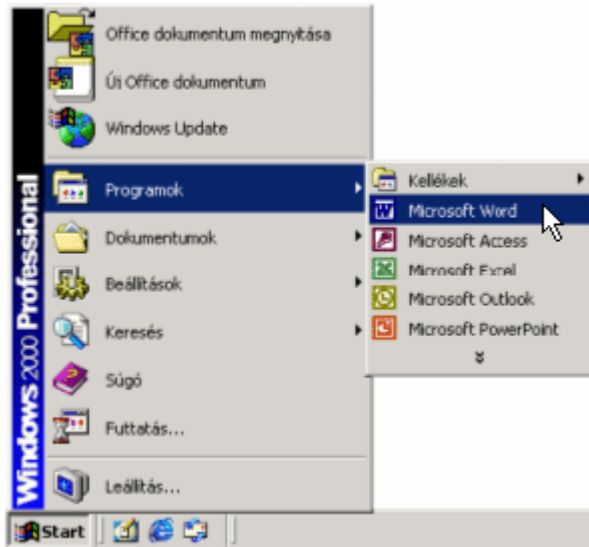 Office dokumentum megnyitása
Új Office dokumentum
Windows Update
Programok
Dokumentumok
Beállítások
Keresés
Súgó
Futtatás...
Leállítás...
Windows 2000 Professional
Kellékek
Microsoft Word
Microsoft Access
Microsoft Excel
Microsoft Outlook
Microsoft PowerPoint
Start